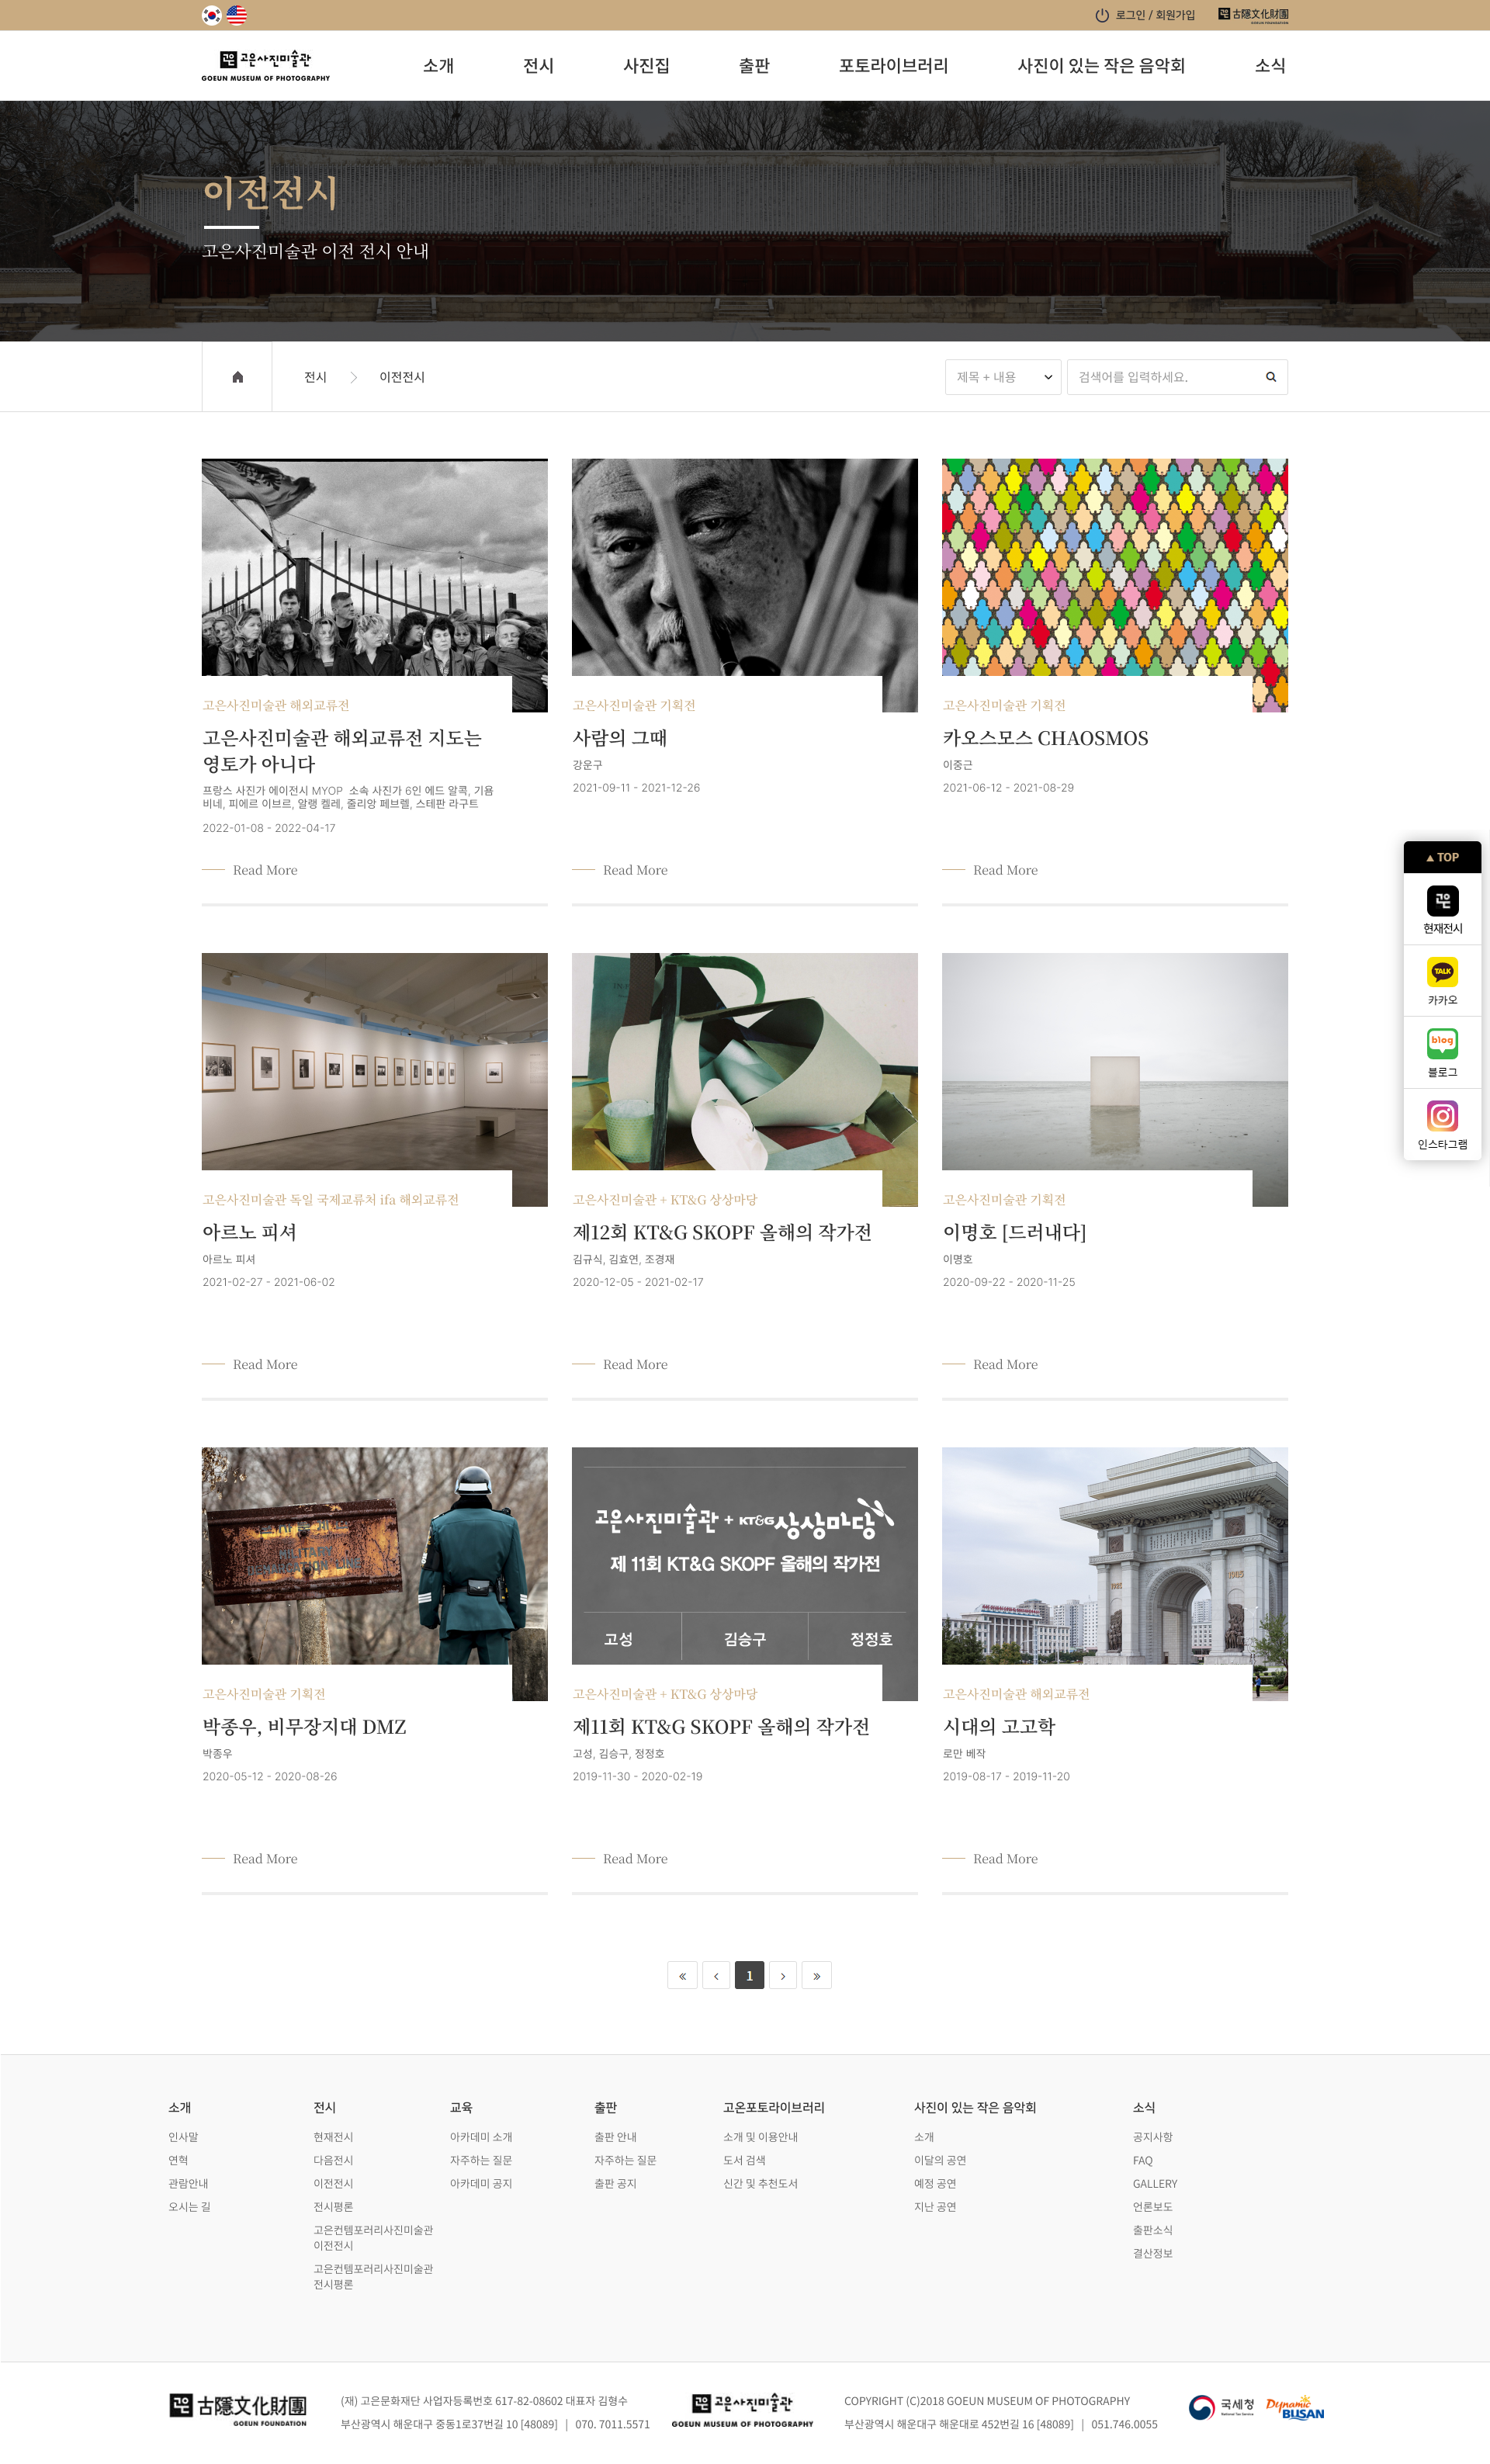 로그인 / 회원가입
古隱文化財團
GOEUN FOUNDATION
고은사진미술관
GOEUN MUSEUM OF PHOTOGRAPHY
소개
전시
사진집
출판
포토라이브러리
사진이 있는 작은 음악회
소식
이전전시
고은사진미술관 이전 전시 안내
전시
이전전시
제목 + 내용
검색어를 입력하세요.
고은사진미술관 해외교류전
고은사진미술관 해외교류전 지도는
영토가 아니다
프랑스 사진가 에이전시 MYOP 소속 사진가 6인 에드 알콕, 기욤
비네, 피에르 이브르, 알랭 켈레, 줄리앙 페브렐, 스테판 라구트
2022-01-08 - 2022-04-17
Read More
고은사진미술관 기획전
사람의 그때
강운구
2021-09-11 - 2021-12-26
Read More
고은사진미술관 기획전
카오스모스 CHAOSMOS
이중근
2021-06-12 - 2021-08-29
Read More
TOP
현재전시
TALK
카카오
blog
블로그
인스타그램
고은사진미술관 독일 국제교류처 ifa 해외교류전
아르노 피셔
아르노 피셔
2021-02-27 - 2021-06-02
Read More
고은사진미술관 + KT&G 상상마당
제12회 KT&G SKOPF 올해의 작가전
김규식, 김효연, 조경재
2020-12-05 - 2021-02-17
Read More
고은사진미술관 기획전
이명호 [드러내다]
이명호
2020-09-22 - 2020-11-25
Read More
MILITARY
고은사진미술관 기획전
박종우, 비무장지대 DMZ
박종우
2020-05-12 - 2020-08-26
Read More
고은사진미술관 + KT&G 상상마당
제 11회 KT&G SKOPF 올해의 작가전
고성
김승구
정정호
고은사진미술관 + KT&G 상상마당
제11회 KT&G SKOPF 올해의 작가전
고성, 김승구, 정정호
2019-11-30 - 2020-02-19
Read More
1925
1945
고은사진미술관 해외교류전
시대의 고고학
로만 베작
2019-08-17 - 2019-11-20
Read More
« ‹ 1 › »
소개
인사말
연혁
관람안내
오시는 길
전시
현재전시
다음전시
이전전시
전시평론
고은컨템포러리사진미술관
이전전시
고은컨템포러리사진미술관
전시평론
교육
아카데미 소개
자주하는 질문
아카데미 공지
출판
출판 안내
자주하는 질문
출판 공지
고은포토라이브러리
소개 및 이용안내
도서 검색
신간 및 추천도서
사진이 있는 작은 음악회
소개
이달의 공연
예정 공연
지난 공연
소식
공지사항
FAQ
GALLERY
언론보도
출판소식
결산정보
古隱文化財團
GOEUN FOUNDATION
(재) 고은문화재단 사업자등록번호 617-82-08602 대표자 김형수
부산광역시 해운대구 중동1로37번길 10 [48089] | 070. 7011.5571
고은사진미술관
GOEUN MUSEUM OF PHOTOGRAPHY
COPYRIGHT (C)2018 GOEUN MUSEUM OF PHOTOGRAPHY
부산광역시 해운대구 해운대로 452번길 16 [48089] | 051.746.0055
국세청
National Tax Service
Dynamic
BUSAN